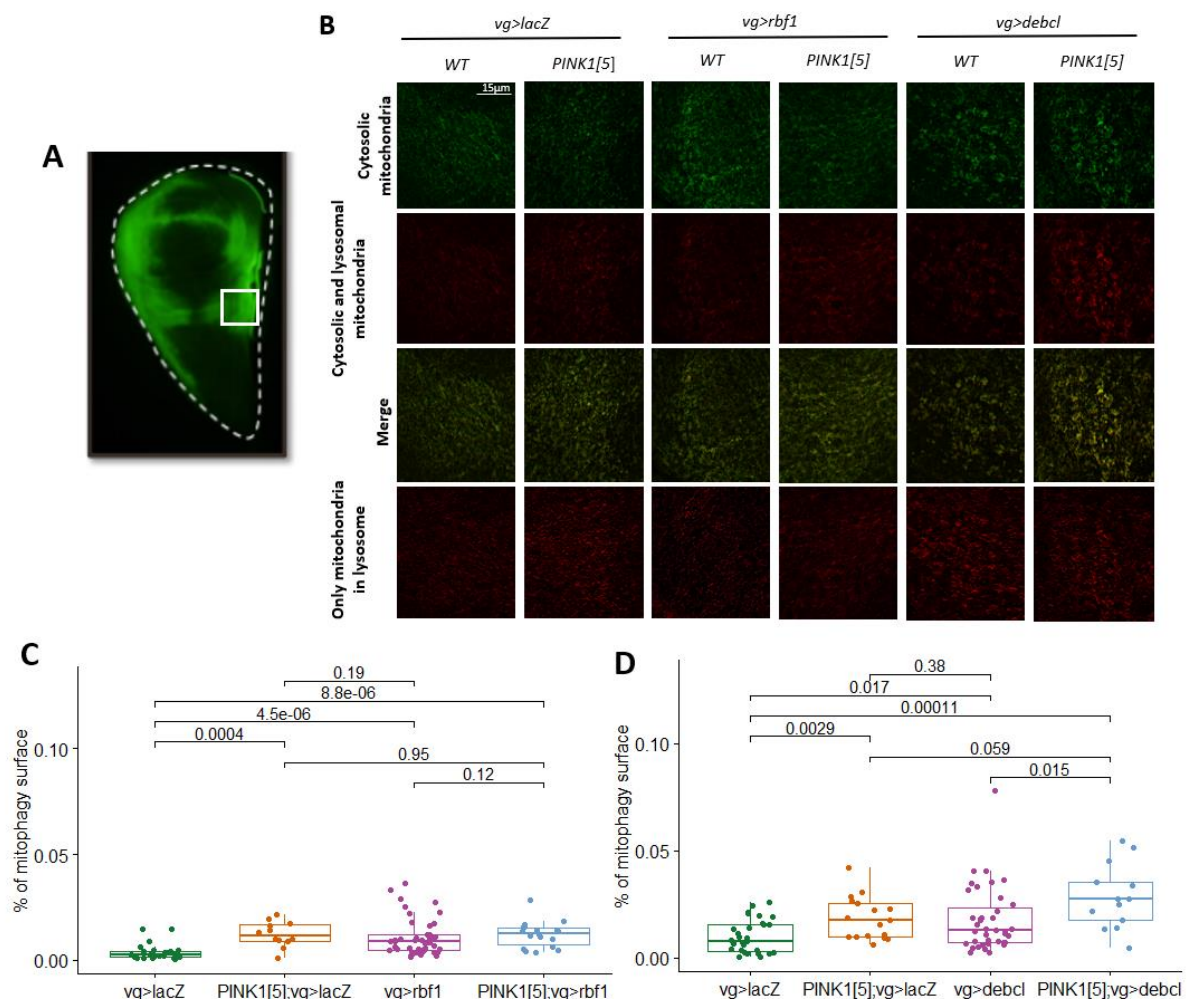 B
vg>lacZ vg>rbf1 vg>debcl
WT PINK1[5] WT PINK1[5] WT PINK1[5]
15µm
A
Cytosolic
mitochondria
Cytosolic and lysosomal
mitochondria
Merge
Only mitochondria
in lysosome
C
0.19
8.8e-06
4.5e-06
0.0004
0.95
0.12
% of mitophagy surface
0.10
0.05
0.00
vg>lacZ PINK1[5];vg>lacZ vg>rbf1 PINK1[5];vg>rbf1
D
0.38
0.017
0.00011
0.0029
0.059
0.015
% of mitophagy surface
0.10
0.05
0.00
vg>lacZ PINK1[5];vg>lacZ vg>debcl PINK1[5];vg>debcl